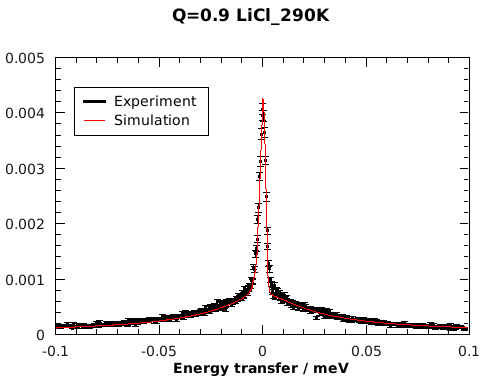 Q=0.9 LiCl_290K
0.005
0.004
0.003
0.002
0.001
0
Experiment
Simulation
-0.1
-0.05
0
0.05
0.1
Energy transfer / meV